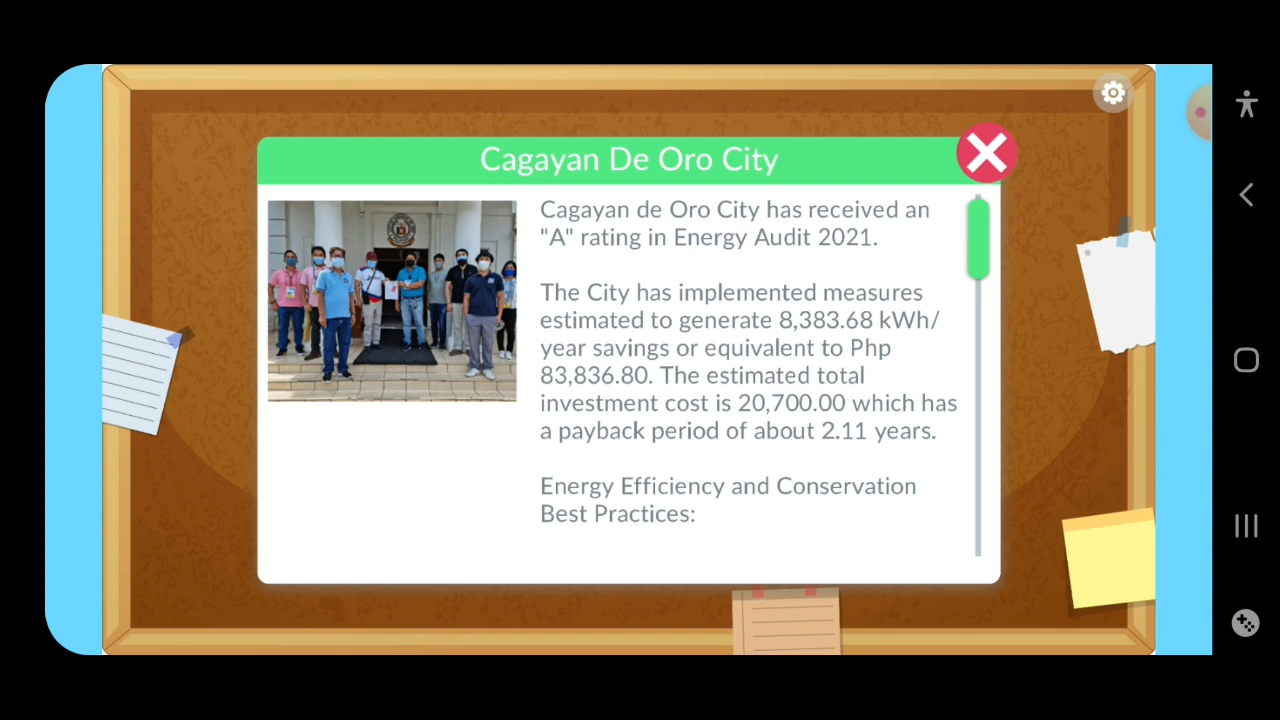 Cagayan De Oro City
Cagayan de Oro City has received an
"A" rating in Energy Audit 2021.
The City has implemented measures
estimated to generate 8,383.68 kWh/
year savings or equivalent to Php
83,836.80. The estimated total
investment cost is 20,700.00 which has
a payback period of about 2.11 years.
Energy Efficiency and Conservation
Best Practices: